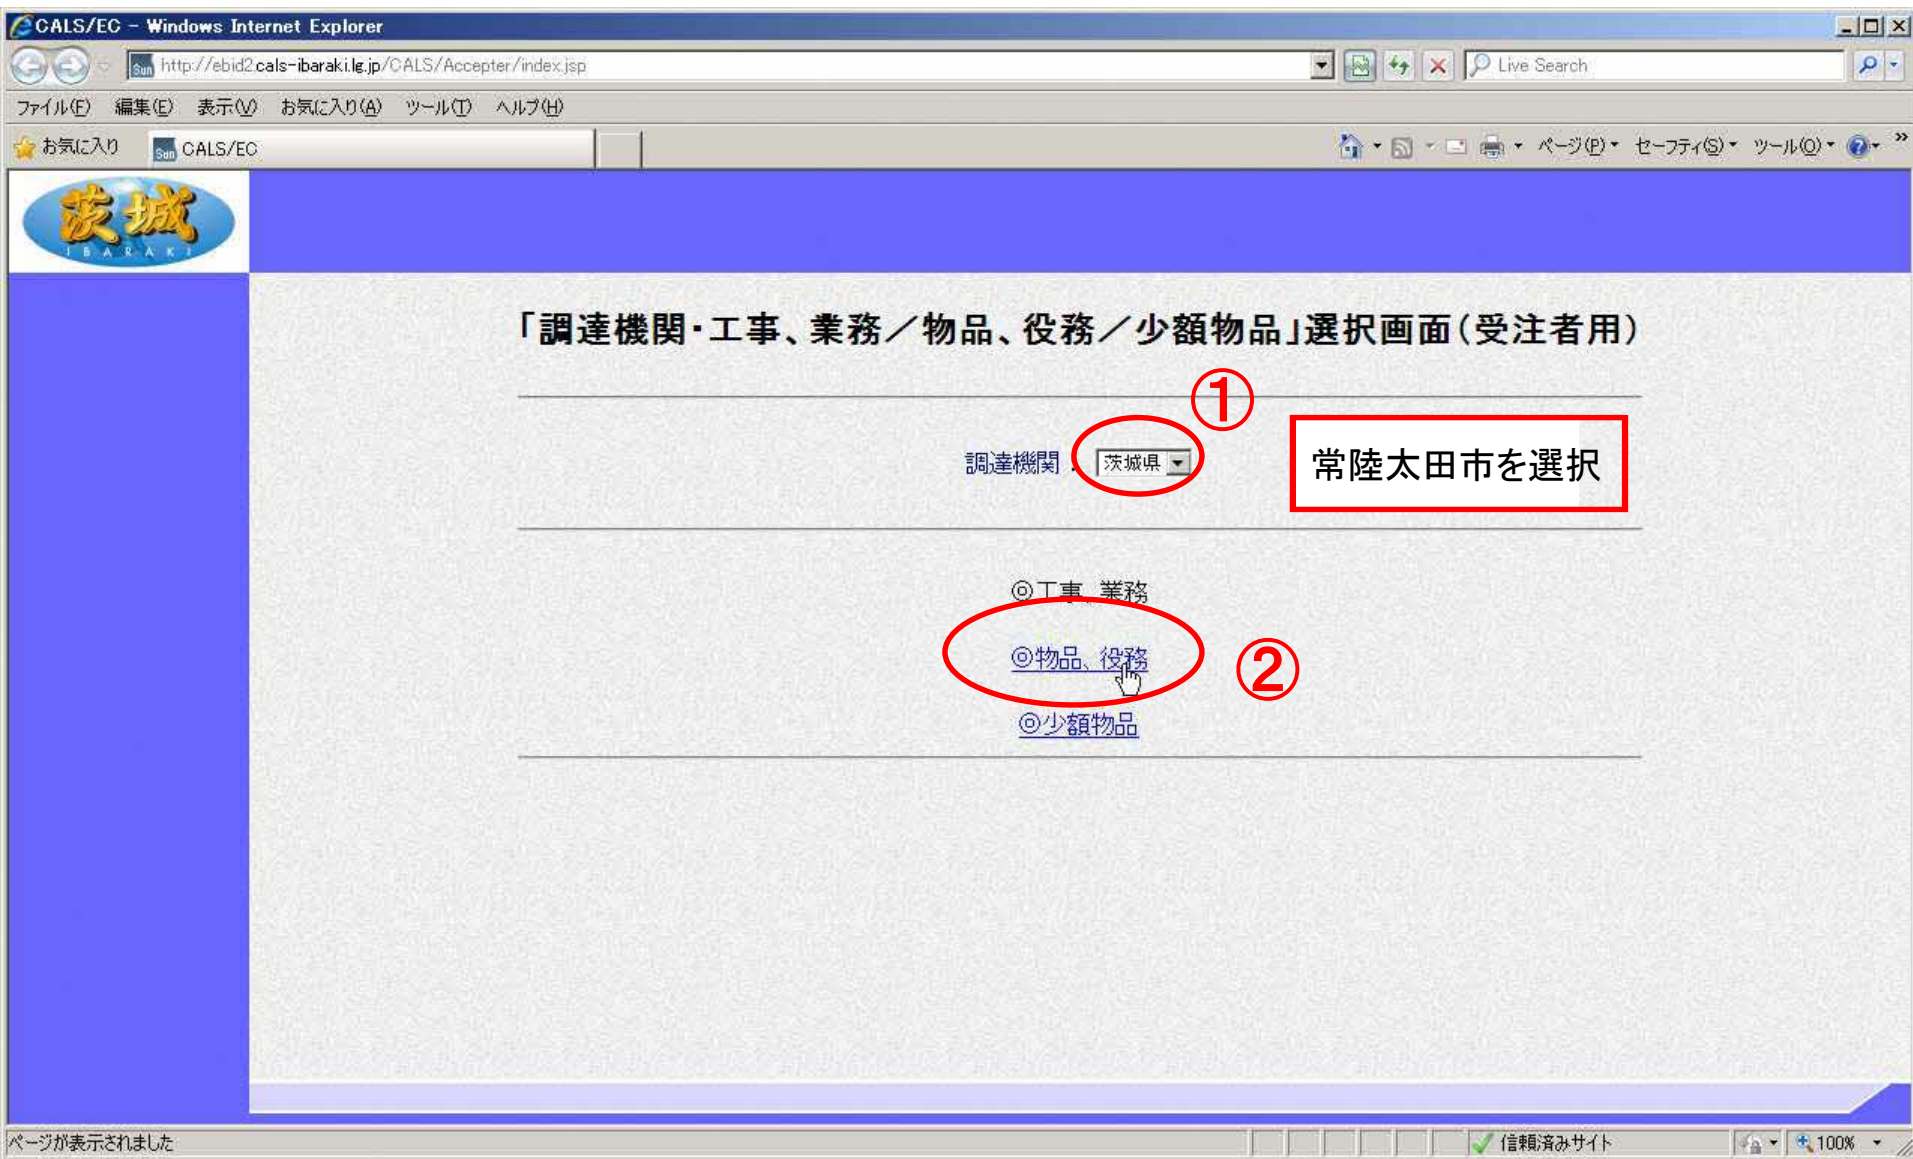 CALS/EC - Windows Internet Explorer
http://ebid2.cals-ibaraki.lg.jp/CALS/Accepter/index.jsp
Live Search
ファイル(F) 編集(E) 表示(V) お気に入り(A) ツール(T) ヘルプ(H)
お気に入り Sun CALS/EC ページ(P) セーフティ(S) ツール(O) »
茨城
IBARAKI
「調達機関・工事、業務／物品、役務／少額物品」選択画面(受注者用)
①
調達機関： 茨城県 常陸太田市を選択
◎工事、業務
◎物品、役務 ②
◎少額物品
ページが表示されました 信頼済みサイト 100%